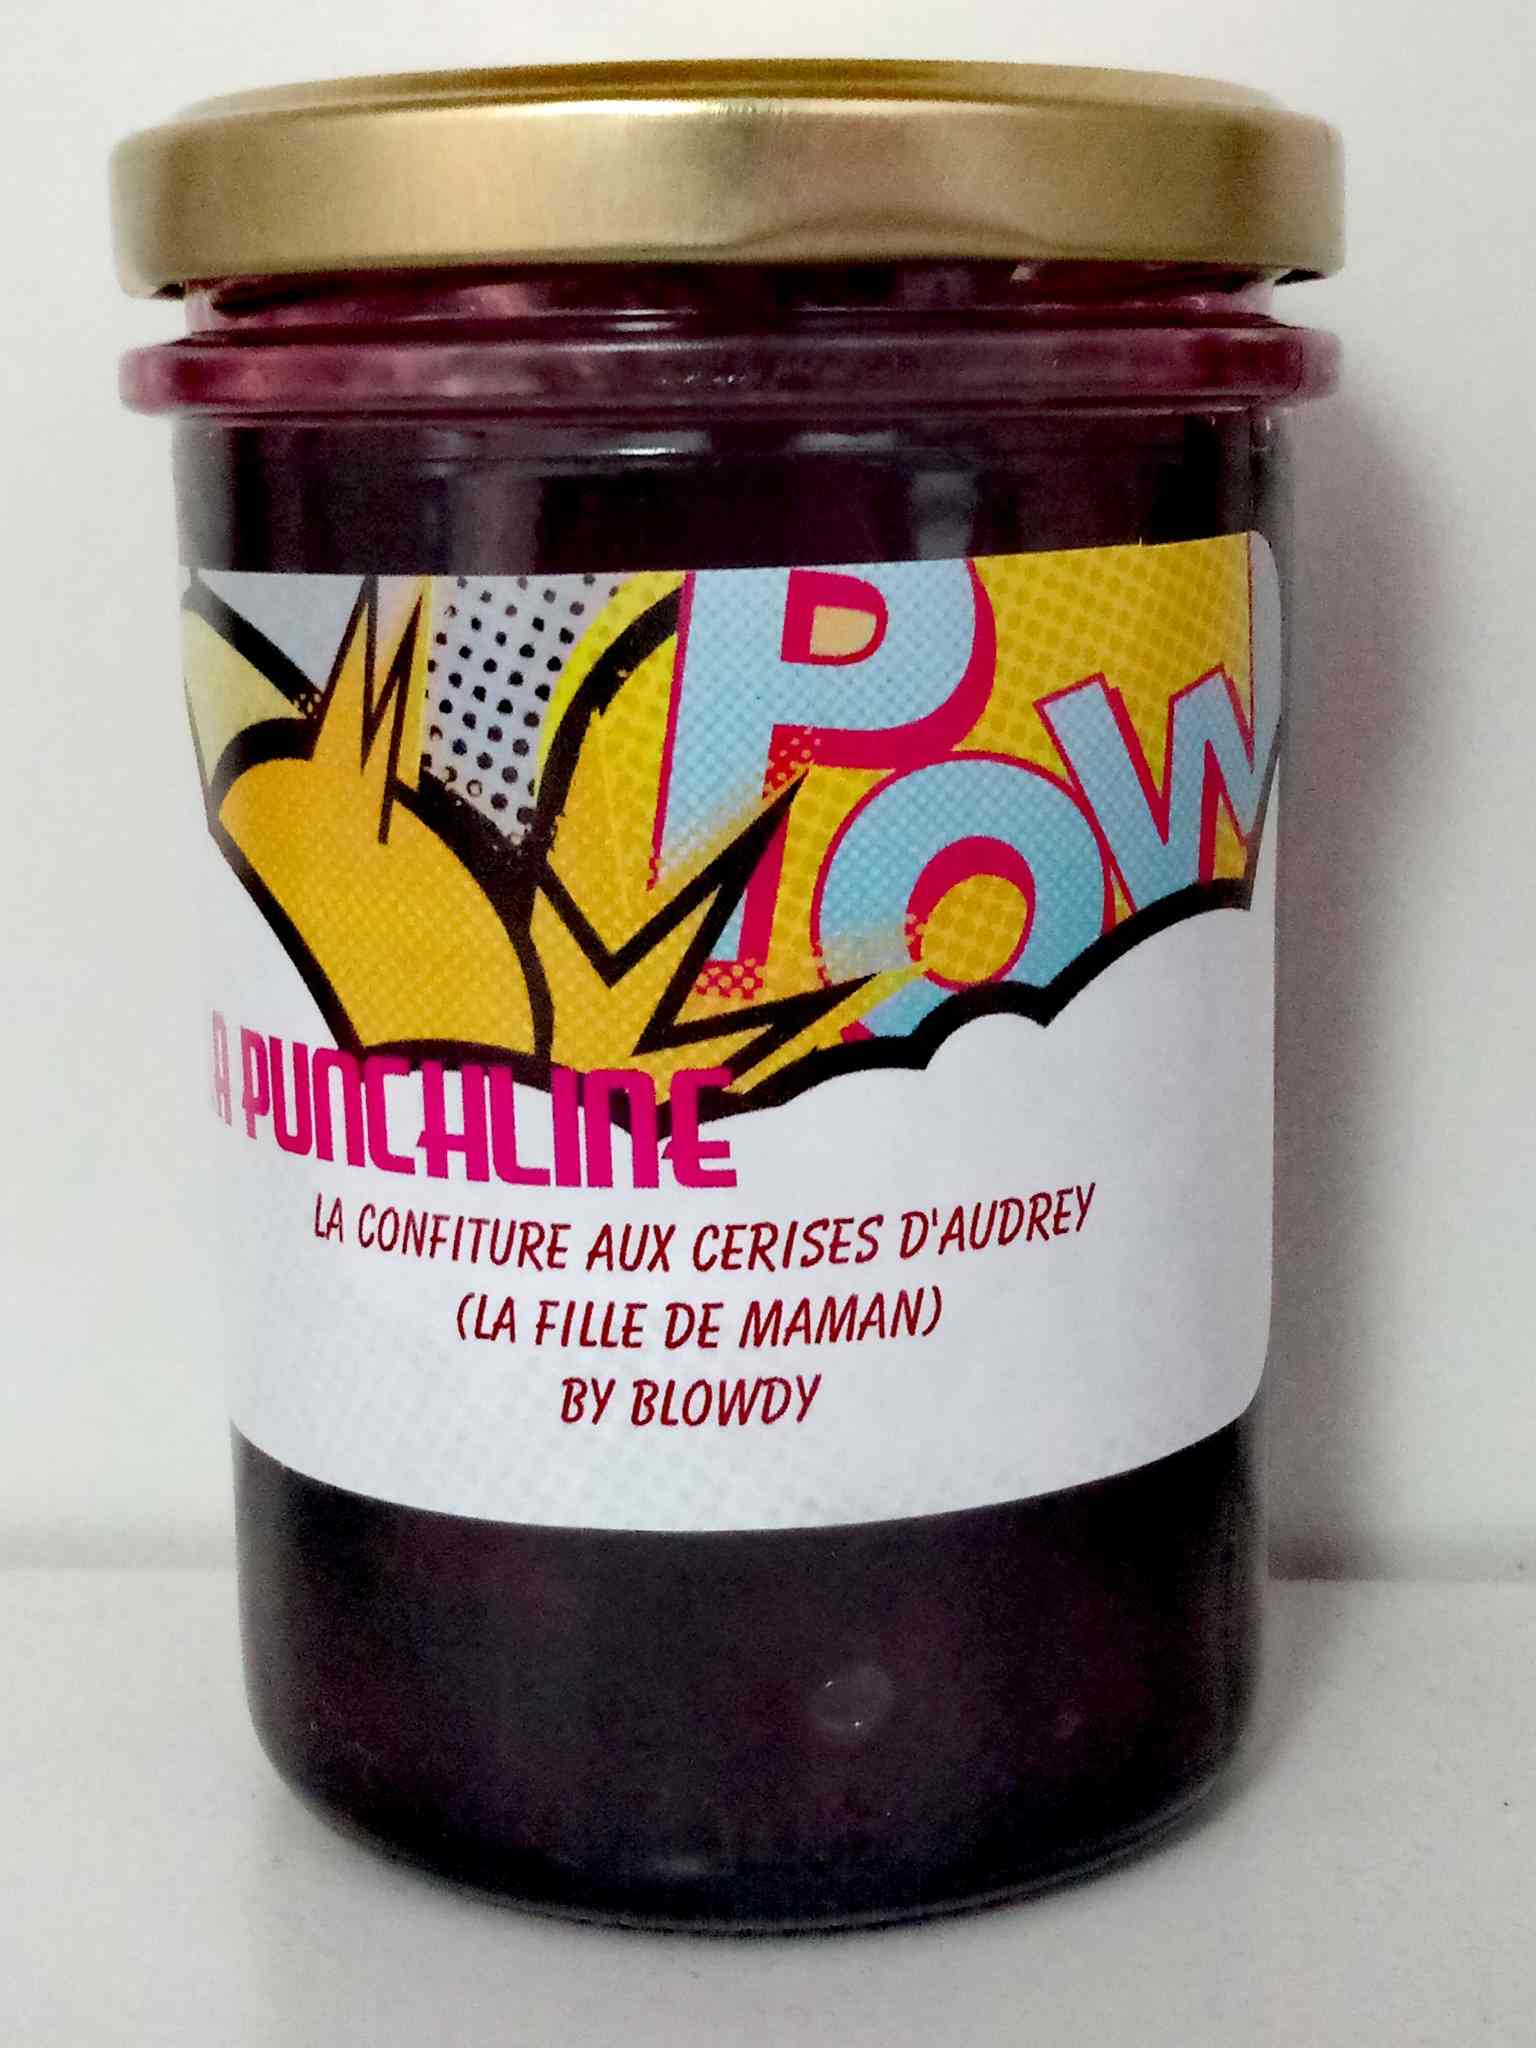 POW
A PUNCHLINE
LA CONFITURE AUX CERISES D'AUDREY
(LA FILLE DE MAMAN)
BY BLOWDY